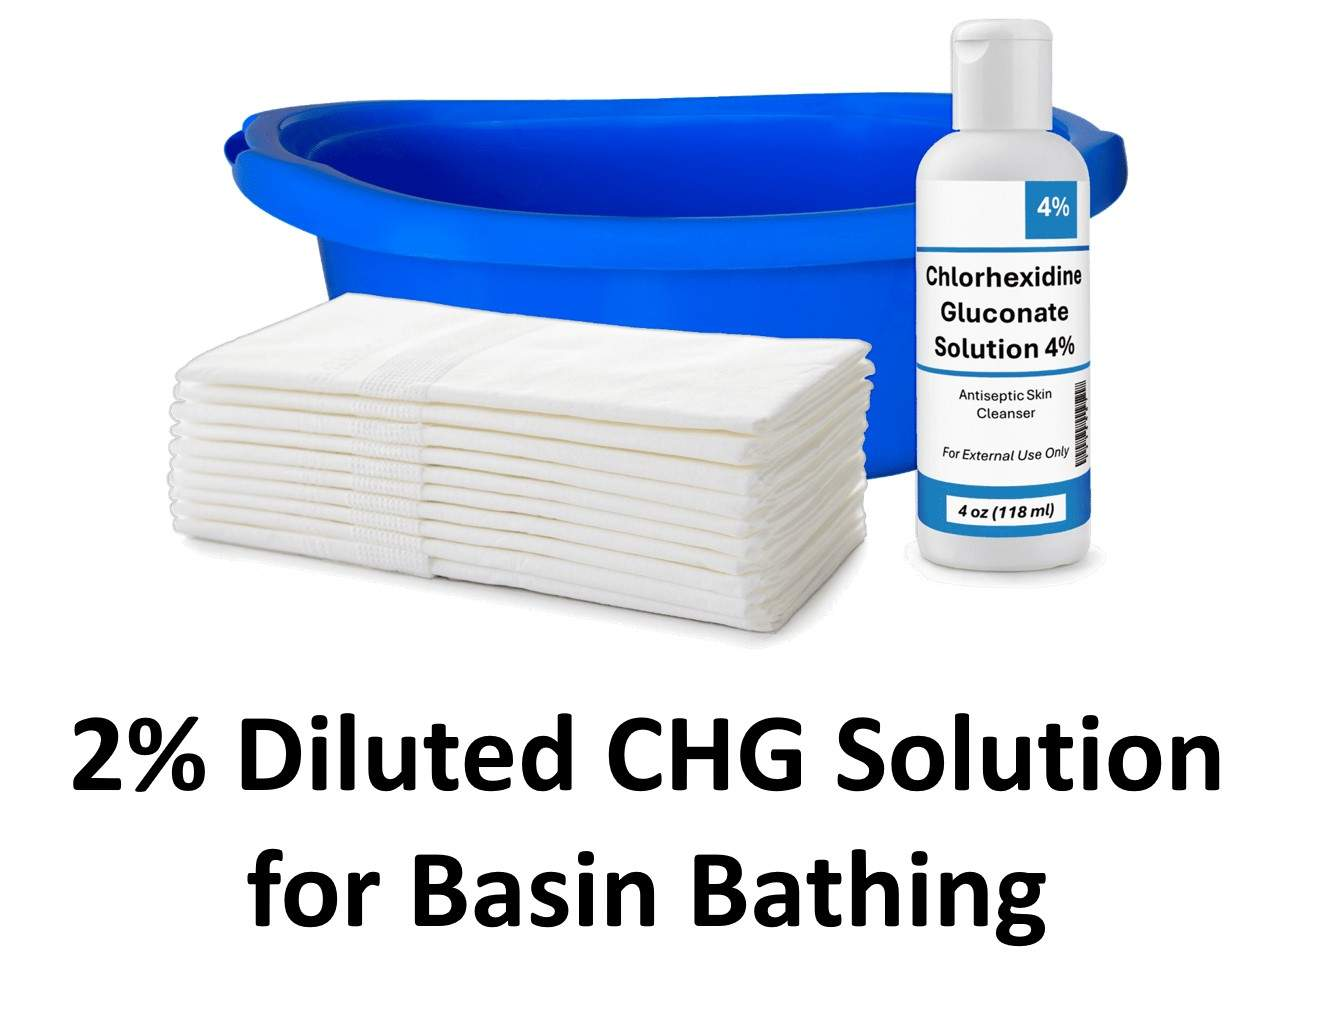 4%
Chlorhexidine
Gluconate
Solution 4%
Antiseptic Skin
Cleanser
For External Use Only
4 oz (118 ml)
2% Diluted CHG Solution
for Basin Bathing